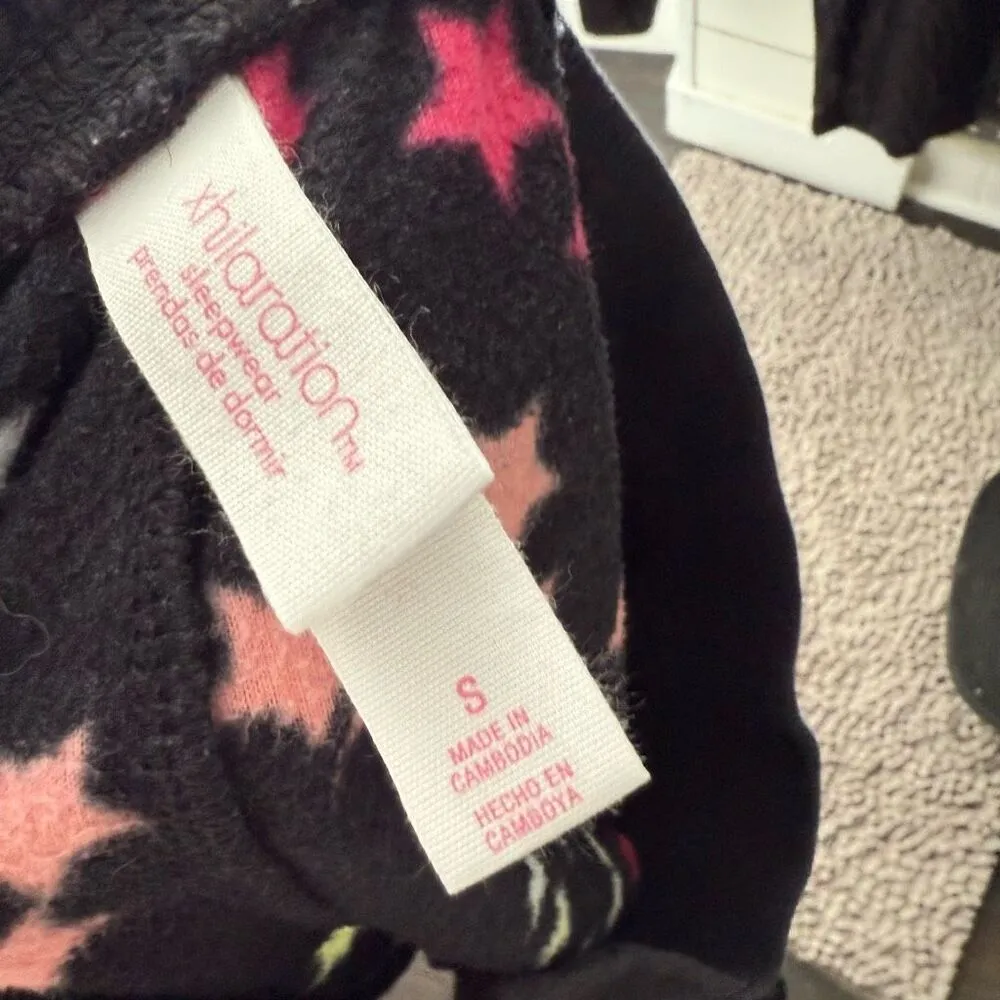 xhilaration™
sleepwear
prendas de dormir
S
MADE IN
CAMBODIA
HECHO EN
CAMBOYA